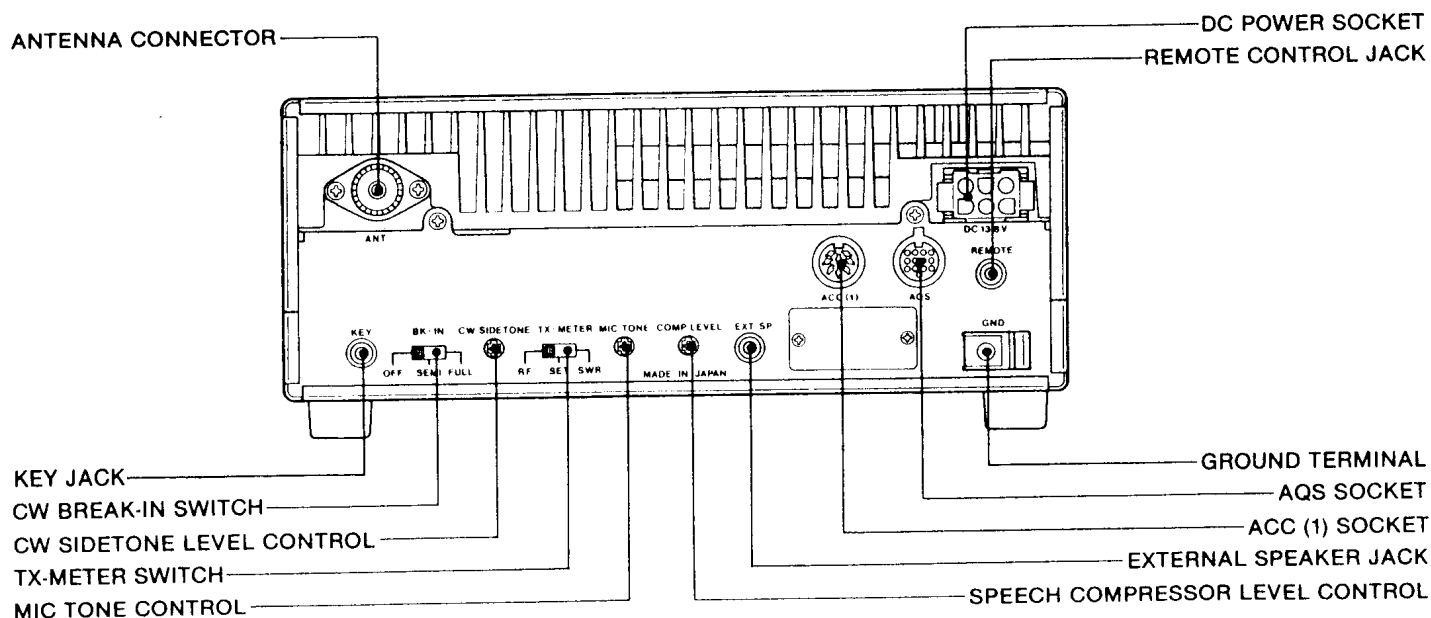 ANTENNA CONNECTOR
DC POWER SOCKET
REMOTE CONTROL JACK
ANT
DC 13.8V
REMOTE
ACC (1)
AQS
GND
KEY
BK-IN
CW SIDETONE
TX-METER
MIC TONE
COMP LEVEL
EXT SP
OFF SEMI FULL
RF SET SWR
MADE IN JAPAN
KEY JACK
CW BREAK-IN SWITCH
CW SIDETONE LEVEL CONTROL
TX-METER SWITCH
MIC TONE CONTROL
GROUND TERMINAL
AQS SOCKET
ACC (1) SOCKET
EXTERNAL SPEAKER JACK
SPEECH COMPRESSOR LEVEL CONTROL